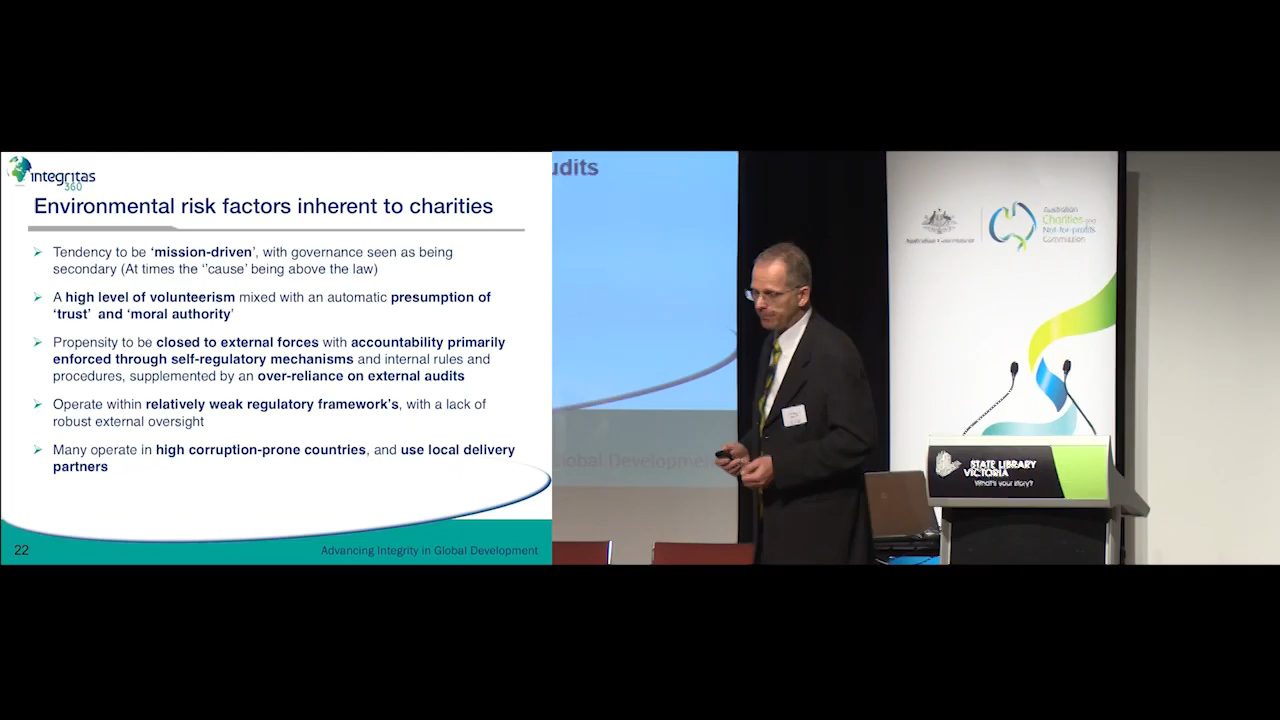 integritas
360
Environmental risk factors inherent to charities
Tendency to be ‘mission-driven’, with governance seen as being
secondary (At times the ‘’cause’ being above the law)
A high level of volunteerism mixed with an automatic presumption of
‘trust’ and ‘moral authority’
Propensity to be closed to external forces with accountability primarily
enforced through self-regulatory mechanisms and internal rules and
procedures, supplemented by an over-reliance on external audits
Operate within relatively weak regulatory framework’s, with a lack of
robust external oversight
Many operate in high corruption-prone countries, and use local delivery
partners
22
Advancing Integrity in Global Development
udits
Global Development
Australian Government
Australian
Charities and
Not-for-profits
Commission
STATE LIBRARY
VICTORIA
What's your story?